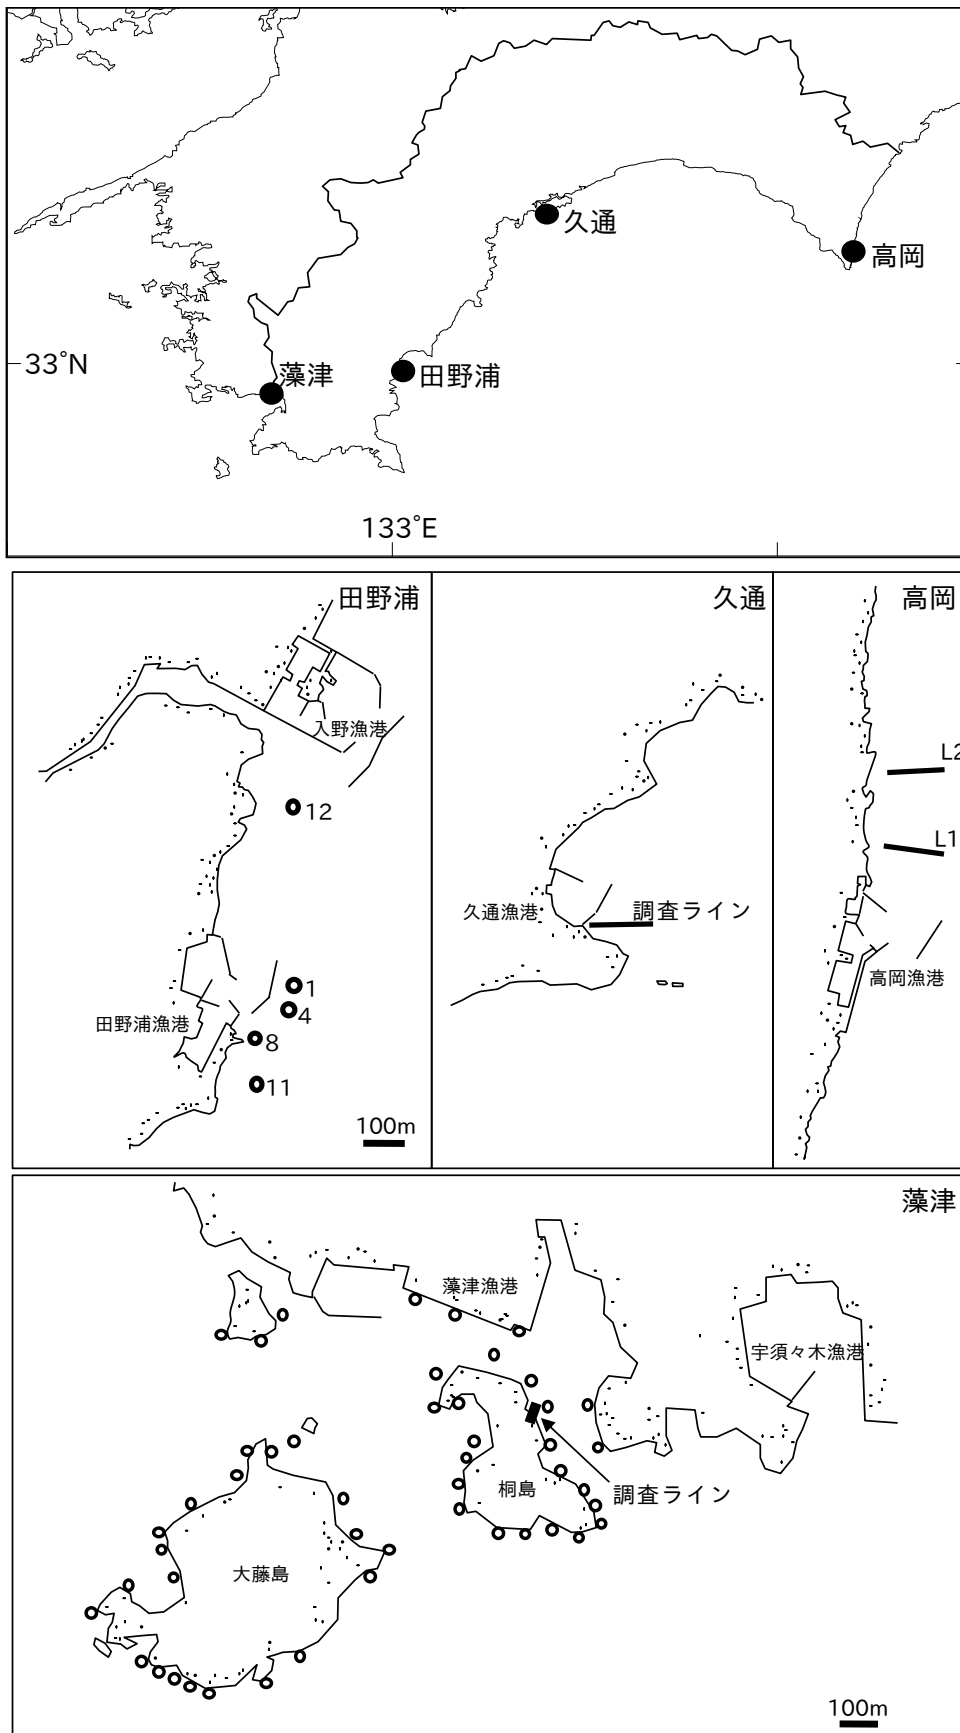 久通
高岡
33°N
藻津
田野浦
133°E
田野浦
入野漁港
12
1
4
田野浦漁港
8
11
100m
久通
久通漁港
調査ライン
高岡
L2
L1
高岡漁港
藻津
藻津漁港
宇須々木漁港
桐島
調査ライン
大藤島
100m